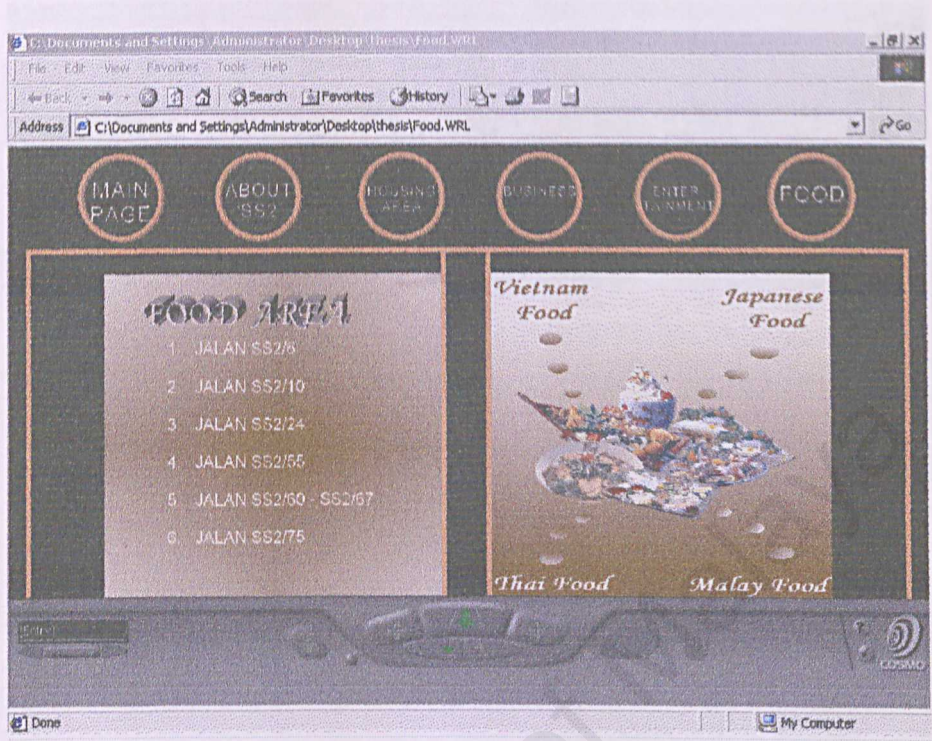 C:\Documents and Settings\Administrator\Desktop\thesis\Food.WRL
File Edit View Favorites Tools Help
Back
Search Favorites History
Address C:\Documents and Settings\Administrator\Desktop\thesis\Food.WRL Go
MAIN
PAGE
ABOUT
SS2
HOUSING
AREA
BUSINESS
ENTER
TAINMENT
FOOD
FOOD AREA
1 JALAN SS2/6
2 JALAN SS2/10
3 JALAN SS2/24
4 JALAN SS2/55
5 JALAN SS2/60 - SS2/67
6. JALAN SS2/75
Vietnam
Food
Japanese
Food
Thai Food
Malay Food
?
COSMO
Done
My Computer